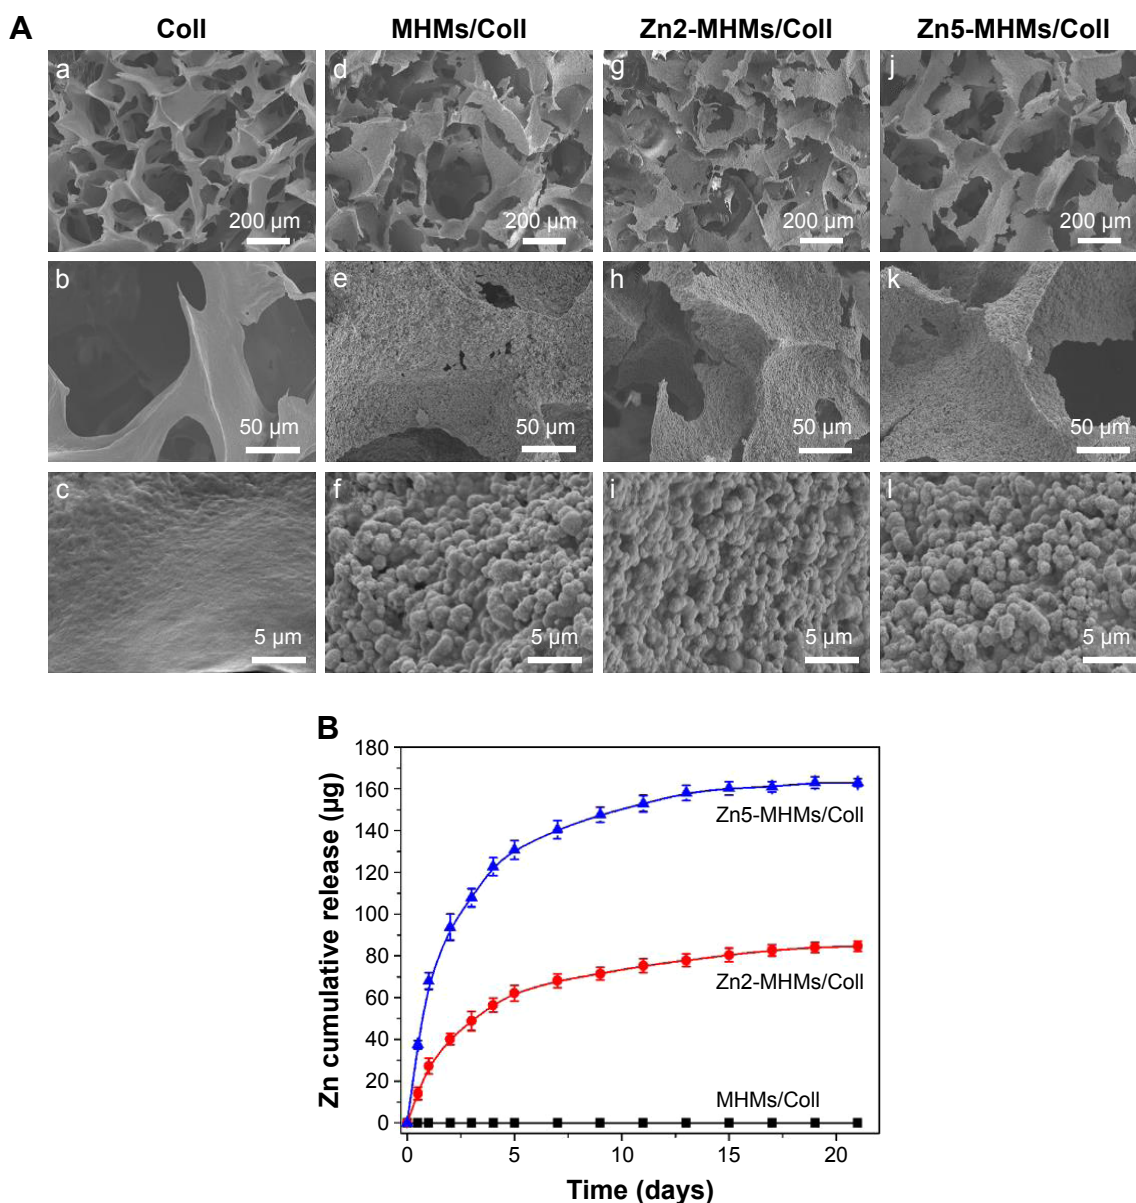 A
Coll MHMs/Coll Zn2-MHMs/Coll Zn5-MHMs/Coll
a d g j
200 µm 200 µm 200 µm 200 µm
b e h k
50 µm 50 µm 50 µm 50 µm
c f i l
5 µm 5 µm 5 µm 5 µm
B
Zn cumulative release (µg)
180
160
140
120
100
80
60
40
20
0
Zn5-MHMs/Coll
Zn2-MHMs/Coll
MHMs/Coll
0 5 10 15 20
Time (days)